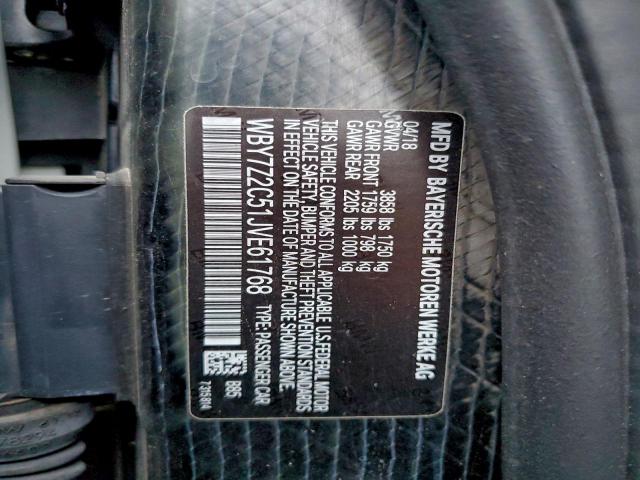 MFD BY BAYERISCHE MOTOREN WERKE AG
04/18
GVWR 3858 lbs 1750 kg
GAWR FRONT 1759 lbs 798 kg
GAWR REAR 2205 lbs 1000 kg
THIS VEHICLE CONFORMS TO ALL APPLICABLE U.S.FEDERAL MOTOR
VEHICLE SAFETY, BUMPER AND THEFT PREVENTION STANDARDS
IN EFFECT ON THE DATE OF MANUFACTURE SHOWN ABOVE.
WBY7Z2C51JVE61768 TYPE: PASSENGER CAR
B86